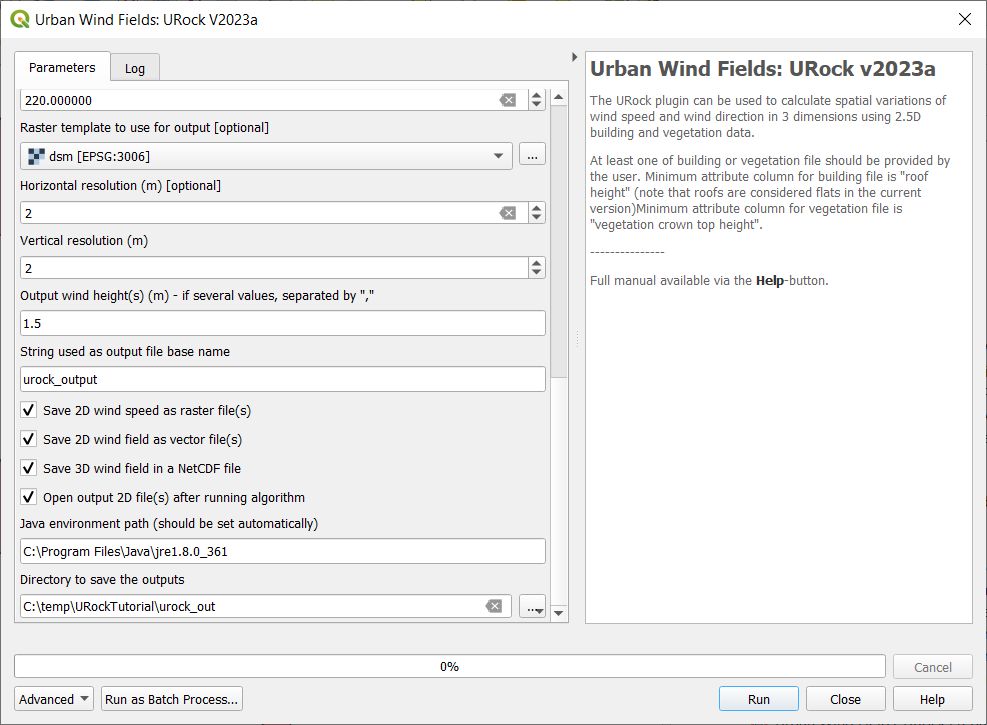 Urban Wind Fields: URock V2023a
Parameters
Log
220.000000
Raster template to use for output [optional]
dsm [EPSG:3006]
...
Horizontal resolution (m) [optional]
2
Vertical resolution (m)
2
Output wind height(s) (m) - if several values, separated by ","
1.5
String used as output file base name
urock_output
Save 2D wind speed as raster file(s)
Save 2D wind field as vector file(s)
Save 3D wind field in a NetCDF file
Open output 2D file(s) after running algorithm
Java environment path (should be set automatically)
C:\Program Files\Java\jre1.8.0_361
Directory to save the outputs
C:\temp\URockTutorial\urock_out
...
Urban Wind Fields: URock v2023a
The URock plugin can be used to calculate spatial variations of
wind speed and wind direction in 3 dimensions using 2.5D
building and vegetation data.
At least one of building or vegetation file should be provided by
the user. Minimum attribute column for building file is "roof
height" (note that roofs are considered flats in the current
version)Minimum attribute column for vegetation file is
"vegetation crown top height".
---------------
Full manual available via the Help-button.
0%
Cancel
Advanced
Run as Batch Process...
Run
Close
Help